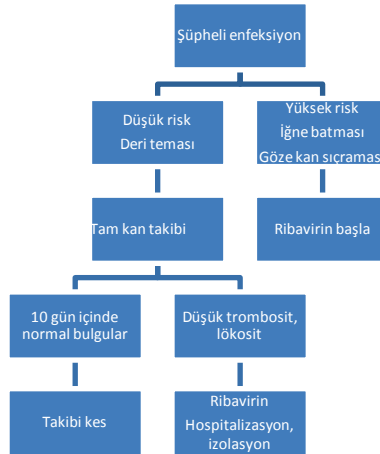 Şüpheli enfeksiyon
Düşük risk
Deri teması
Yüksek risk
İğne batması
Göze kan sıçraması
Tam kan takibi
Ribavirin başla
10 gün içinde
normal bulgular
Düşük trombosit,
lökosit
Takibi kes
Ribavirin
Hospitalizasyon,
izolasyon